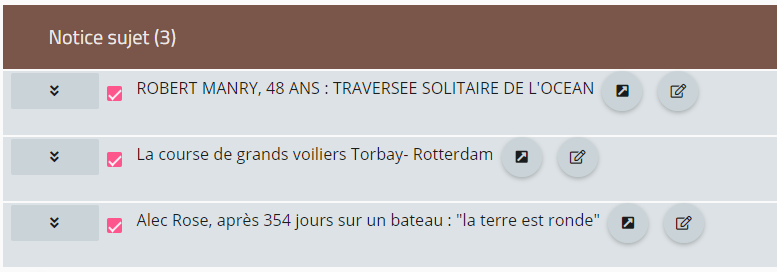 Notice sujet (3)
ROBERT MANRY, 48 ANS : TRAVERSEE SOLITAIRE DE L'OCEAN
La course de grands voiliers Torbay- Rotterdam
Alec Rose, après 354 jours sur un bateau : "la terre est ronde"